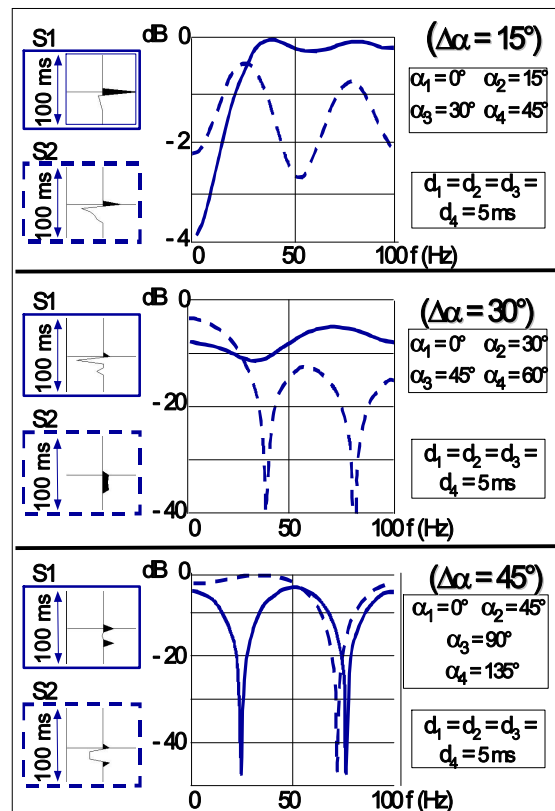 S1
100 ms
S2
100 ms
dB
0
-2
-4
0
50
100
f (Hz)
(Δα = 15°)
α1 = 0° α2 = 15°
α3 = 30° α4 = 45°
d1 = d2 = d3 =
d4 = 5 ms
S1
100 ms
S2
100 ms
dB
0
-20
-40
0
50
100
f (Hz)
(Δα = 30°)
α1 = 0° α2 = 30°
α3 = 45° α4 = 60°
d1 = d2 = d3 =
d4 = 5 ms
S1
100 ms
S2
100 ms
dB
0
-20
-40
0
50
100
f (Hz)
(Δα = 45°)
α1 = 0° α2 = 45°
α3 = 90°
α4 = 135°
d1 = d2 = d3 =
d4 = 5 ms